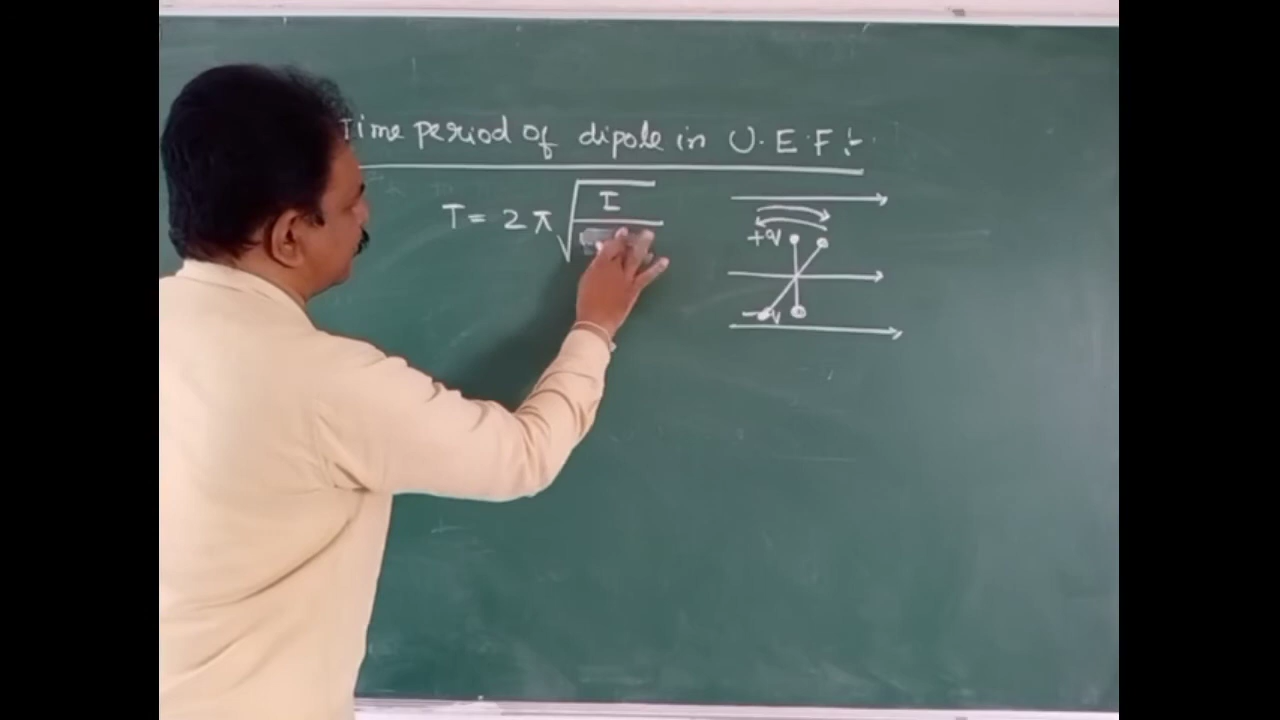 Time period of dipole in U.E.F:-
T = 2π √ I
+q
-q